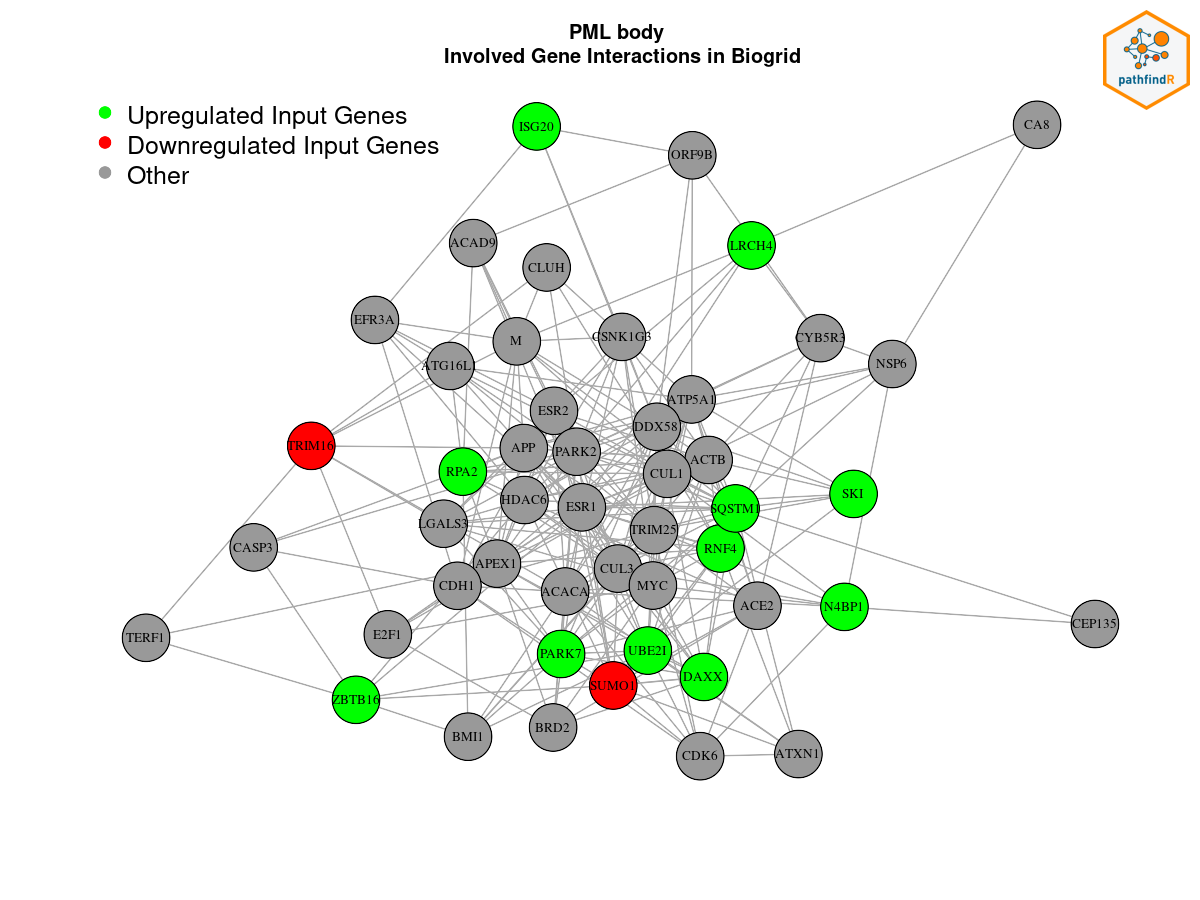 PML body
Involved Gene Interactions in Biogrid
pathfindR
Upregulated Input Genes
Downregulated Input Genes
Other
ISG20
CA8
ORF9B
ACAD9
LRCH4
CLUH
EFR3A
M
CSNK1G3
CYB5R3
ATG16L1
NSP6
ESR2
ATP5A1
DDX58
TRIM16
APP
PARK2
ACTB
RPA2
CUL1
HDAC6
SKI
ESR1
SQSTM1
LGALS3
TRIM25
CASP3
RNF4
APEX1
CUL3
CDH1
ACACA
MYC
ACE2
N4BP1
CEP135
TERF1
E2F1
PARK7
UBE2I
SUMO1
DAXX
ZBTB16
BMI1
BRD2
CDK6
ATXN1